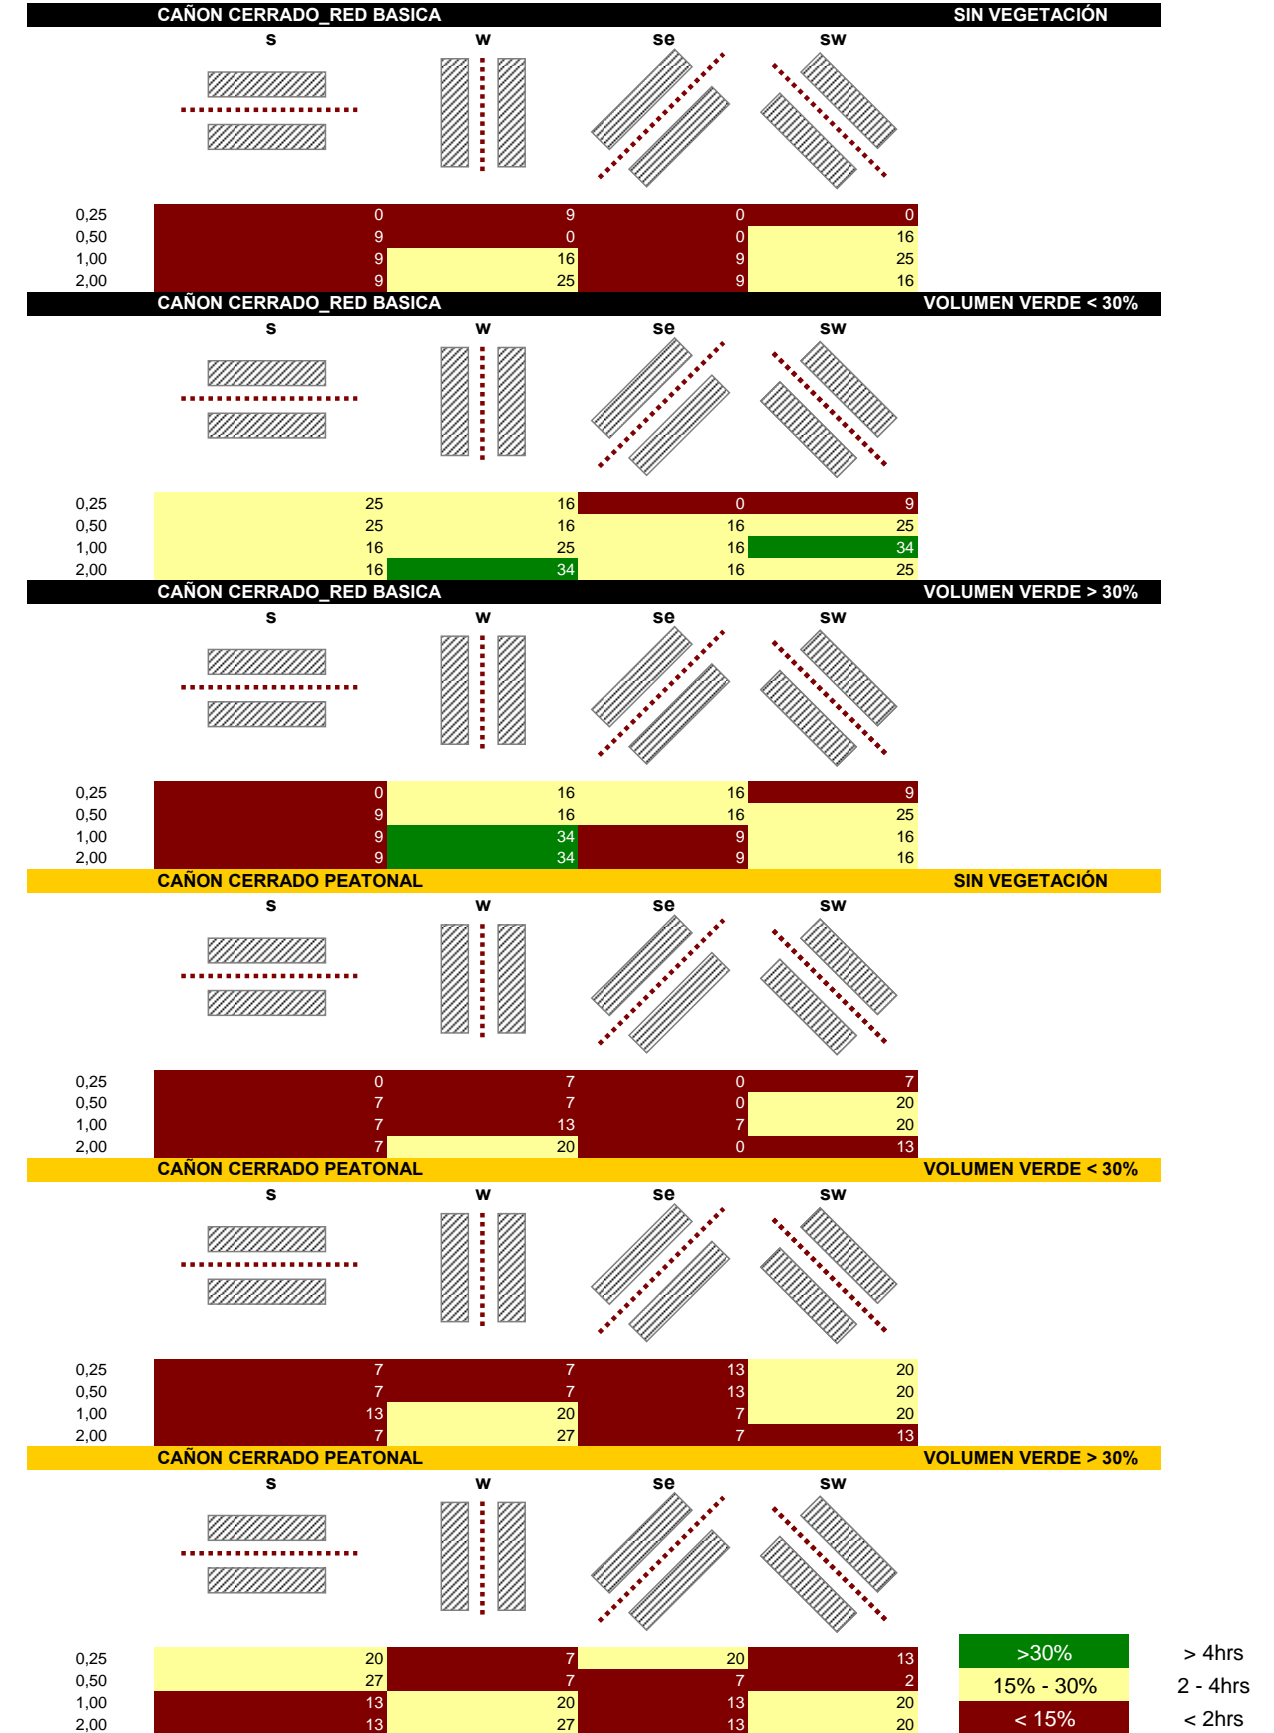 CAÑON CERRADO_RED BASICA SIN VEGETACIÓN
s w se sw
0,25 0 9 0 0
0,50 9 0 0 16
1,00 9 16 9 25
2,00 9 25 9 16
CAÑON CERRADO_RED BASICA VOLUMEN VERDE < 30%
s w se sw
0,25 25 16 0 9
0,50 25 16 16 25
1,00 16 25 16 34
2,00 16 34 16 25
CAÑON CERRADO_RED BASICA VOLUMEN VERDE > 30%
s w se sw
0,25 0 16 16 9
0,50 9 16 16 25
1,00 9 34 9 16
2,00 9 34 9 16
CAÑON CERRADO PEATONAL SIN VEGETACIÓN
s w se sw
0,25 0 7 0 7
0,50 7 7 0 20
1,00 7 13 7 20
2,00 7 20 0 13
CAÑON CERRADO PEATONAL VOLUMEN VERDE < 30%
s w se sw
0,25 7 7 13 20
0,50 7 7 13 20
1,00 13 20 7 20
2,00 7 27 7 13
CAÑON CERRADO PEATONAL VOLUMEN VERDE > 30%
s w se sw
0,25 20 7 20 13
0,50 27 7 7 2
1,00 13 20 13 20
2,00 13 27 13 20
>30% > 4hrs
15% - 30% 2 - 4hrs
< 15% < 2hrs